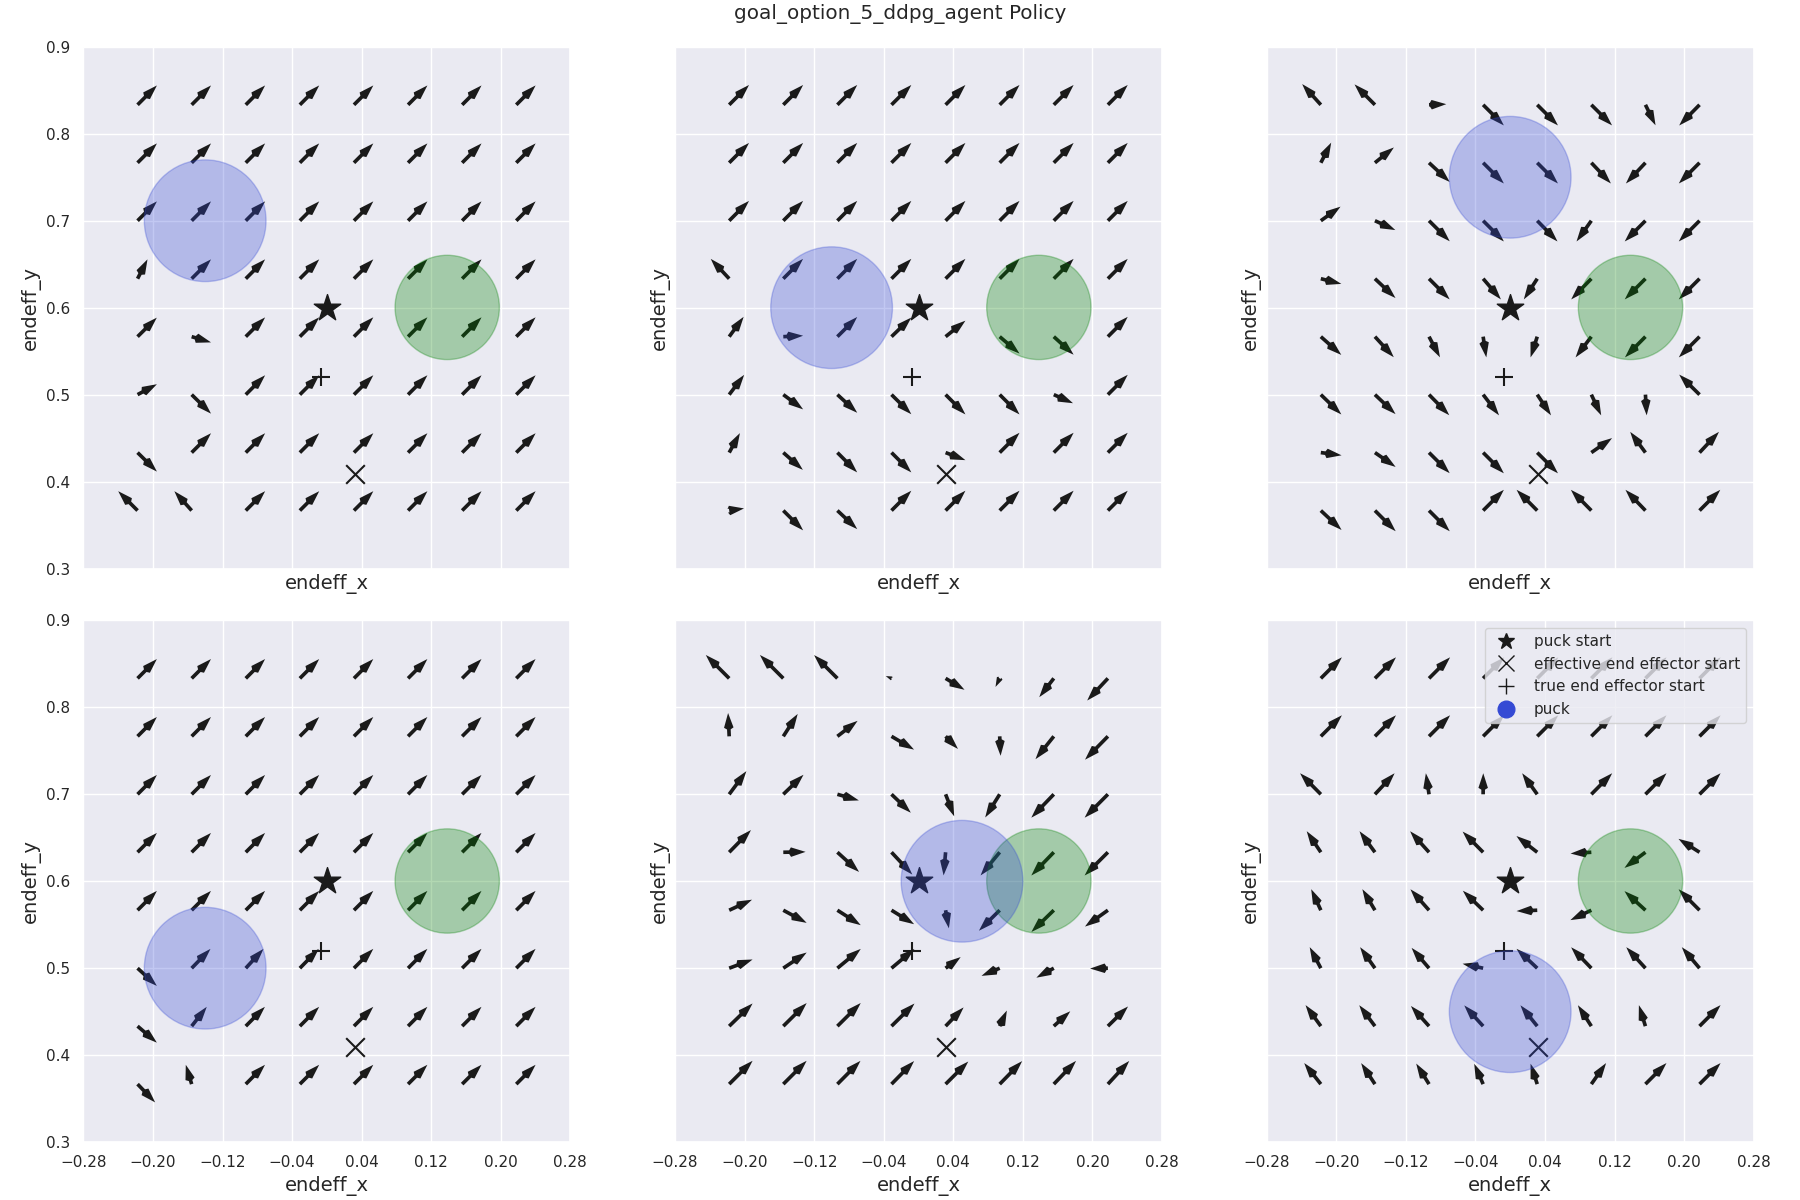 goal_option_5_ddpg_agent Policy
0.9
0.8
0.7
0.6
0.5
0.4
0.3
endeff_y
endeff_x
endeff_y
endeff_x
endeff_y
endeff_x
0.9
0.8
0.7
0.6
0.5
0.4
0.3
endeff_y
−0.28 −0.20 −0.12 −0.04 0.04 0.12 0.20 0.28
endeff_x
endeff_y
−0.28 −0.20 −0.12 −0.04 0.04 0.12 0.20 0.28
endeff_x
puck start
effective end effector start
true end effector start
puck
endeff_y
−0.28 −0.20 −0.12 −0.04 0.04 0.12 0.20 0.28
endeff_x